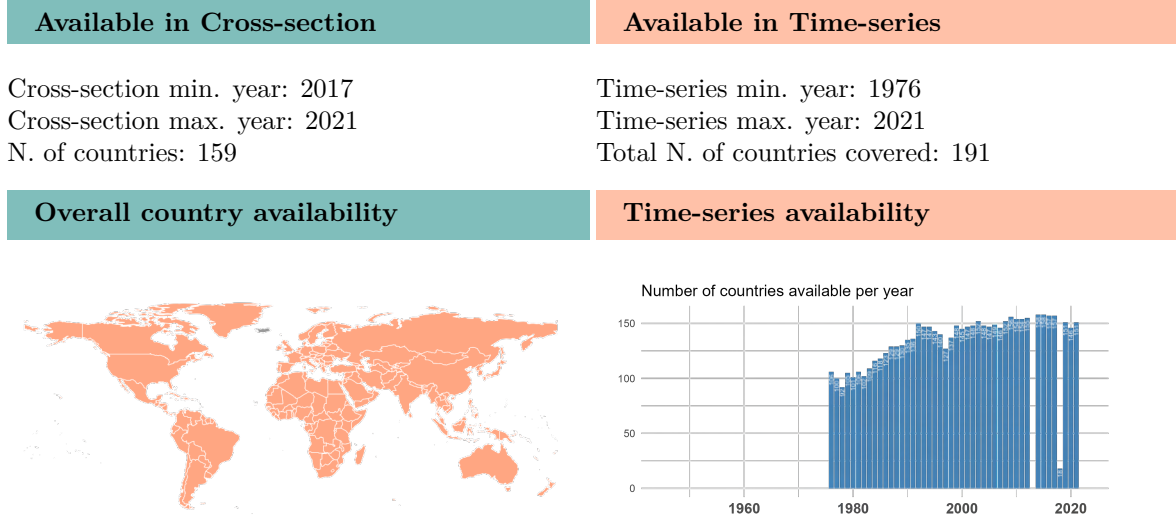 Available in Cross-section
Available in Time-series
Cross-section min. year: 2017
Cross-section max. year: 2021
N. of countries: 159
Time-series min. year: 1976
Time-series max. year: 2021
Total N. of countries covered: 191
Overall country availability
Time-series availability
Number of countries available per year
150
100
50
0
1960
1980
2000
2020